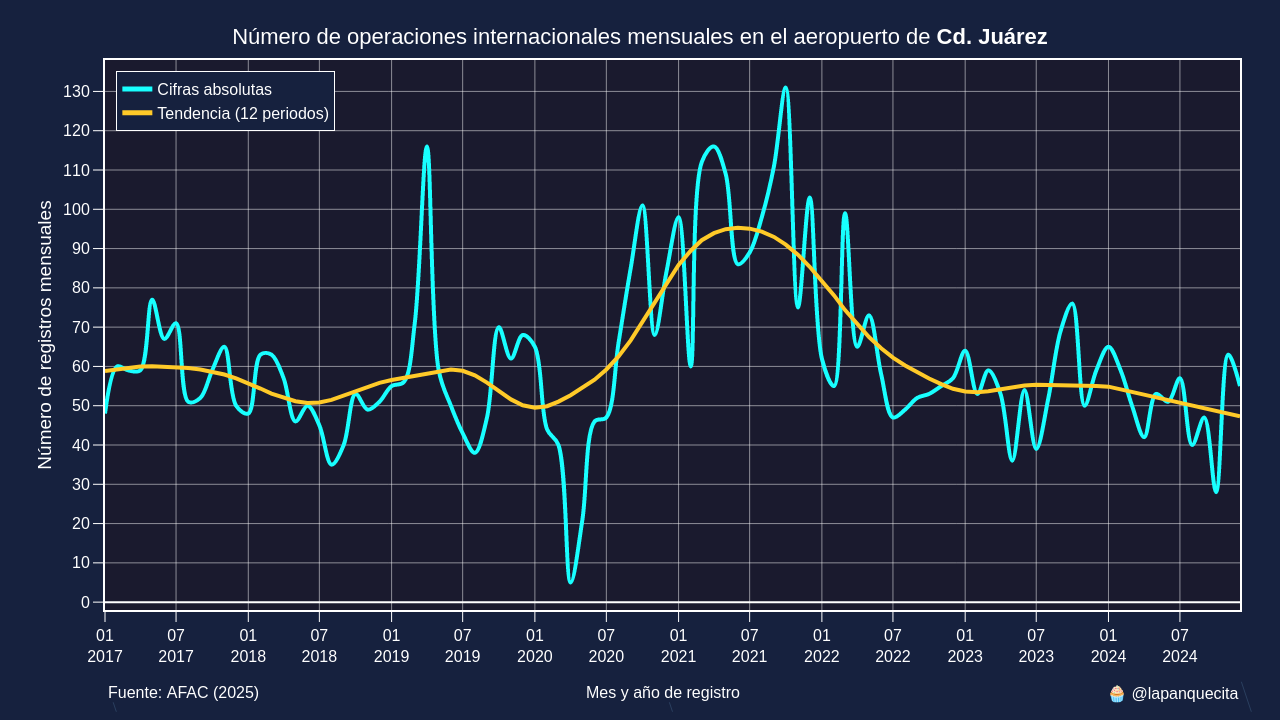 Número de operaciones internacionales mensuales en el aeropuerto de Cd. Juárez
Cifras absolutas
Tendencia (12 periodos)
Número de registros mensuales
130
120
110
100
90
80
70
60
50
40
30
20
10
0
01 07 01 07 01 07 01 07 01 07 01 07 01 07 01 07
2017 2017 2018 2018 2019 2019 2020 2020 2021 2021 2022 2022 2023 2023 2024 2024
Fuente: AFAC (2025)
Mes y año de registro
🧁 @lapanquecita